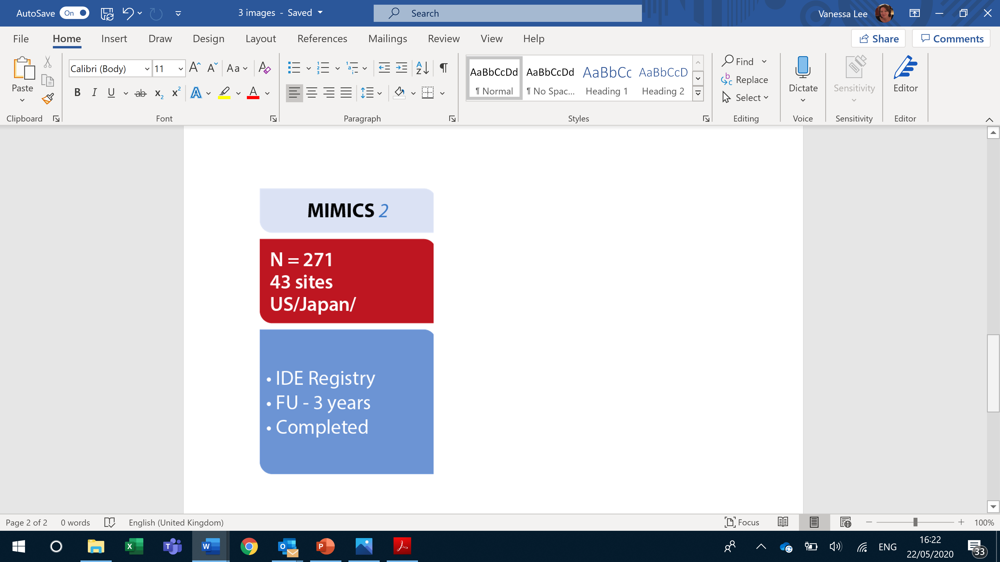 AutoSave On 3 images - Saved Search Vanessa Lee
File Home Insert Draw Design Layout References Mailings Review View Help Share Comments
Paste Calibri (Body) 11 Aa AaBbCcDd AaBbCcDd AaBbCc AaBbCcD Find
¶ Normal ¶ No Spac... Heading 1 Heading 2 Replace Dictate Sensitivity Editor
Select
Clipboard Font Paragraph Styles Editing Voice Sensitivity Editor
MIMICS 2
N = 271
43 sites
US/Japan/
• IDE Registry
• FU - 3 years
• Completed
Page 2 of 2 0 words English (United Kingdom) Focus 100%
ENG 16:22
22/05/2020 33